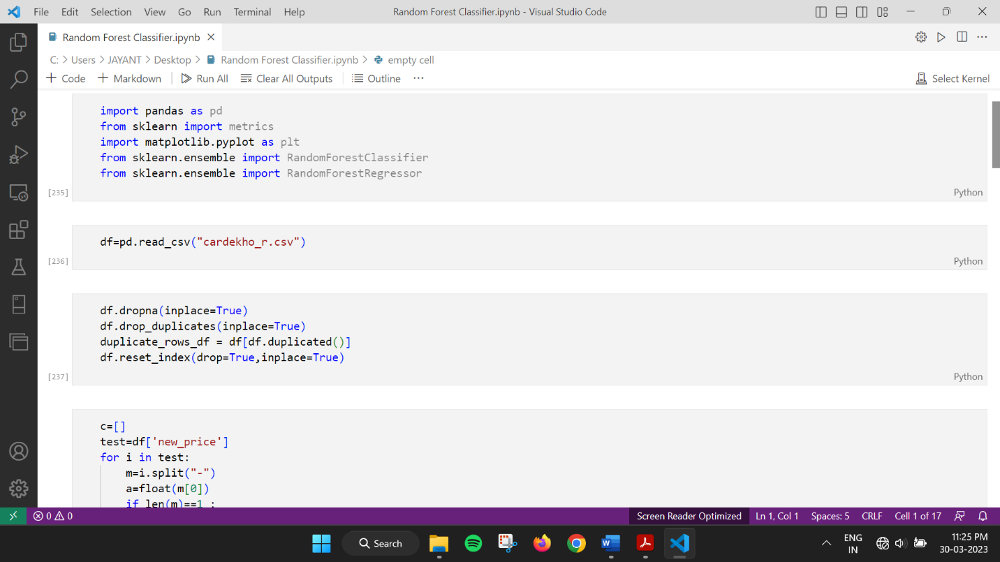 File Edit Selection View Go Run Terminal Help Random Forest Classifier.ipynb - Visual Studio Code
Random Forest Classifier.ipynb
C: > Users > JAYANT > Desktop > Random Forest Classifier.ipynb > empty cell
+ Code + Markdown Run All Clear All Outputs Outline ... Select Kernel
import pandas as pd
from sklearn import metrics
import matplotlib.pyplot as plt
from sklearn.ensemble import RandomForestClassifier
from sklearn.ensemble import RandomForestRegressor
[235] Python
df=pd.read_csv("cardekho_r.csv")
[236] Python
df.dropna(inplace=True)
df.drop_duplicates(inplace=True)
duplicate_rows_df = df[df.duplicated()]
df.reset_index(drop=True,inplace=True)
[237] Python
c=[]
test=df['new_price']
for i in test:
    m=i.split("-")
    a=float(m[0])
    if len(m)==1 :
0 0 Screen Reader Optimized Ln 1, Col 1 Spaces: 5 CRLF Cell 1 of 17
Search ENG IN 11:25 PM
30-03-2023